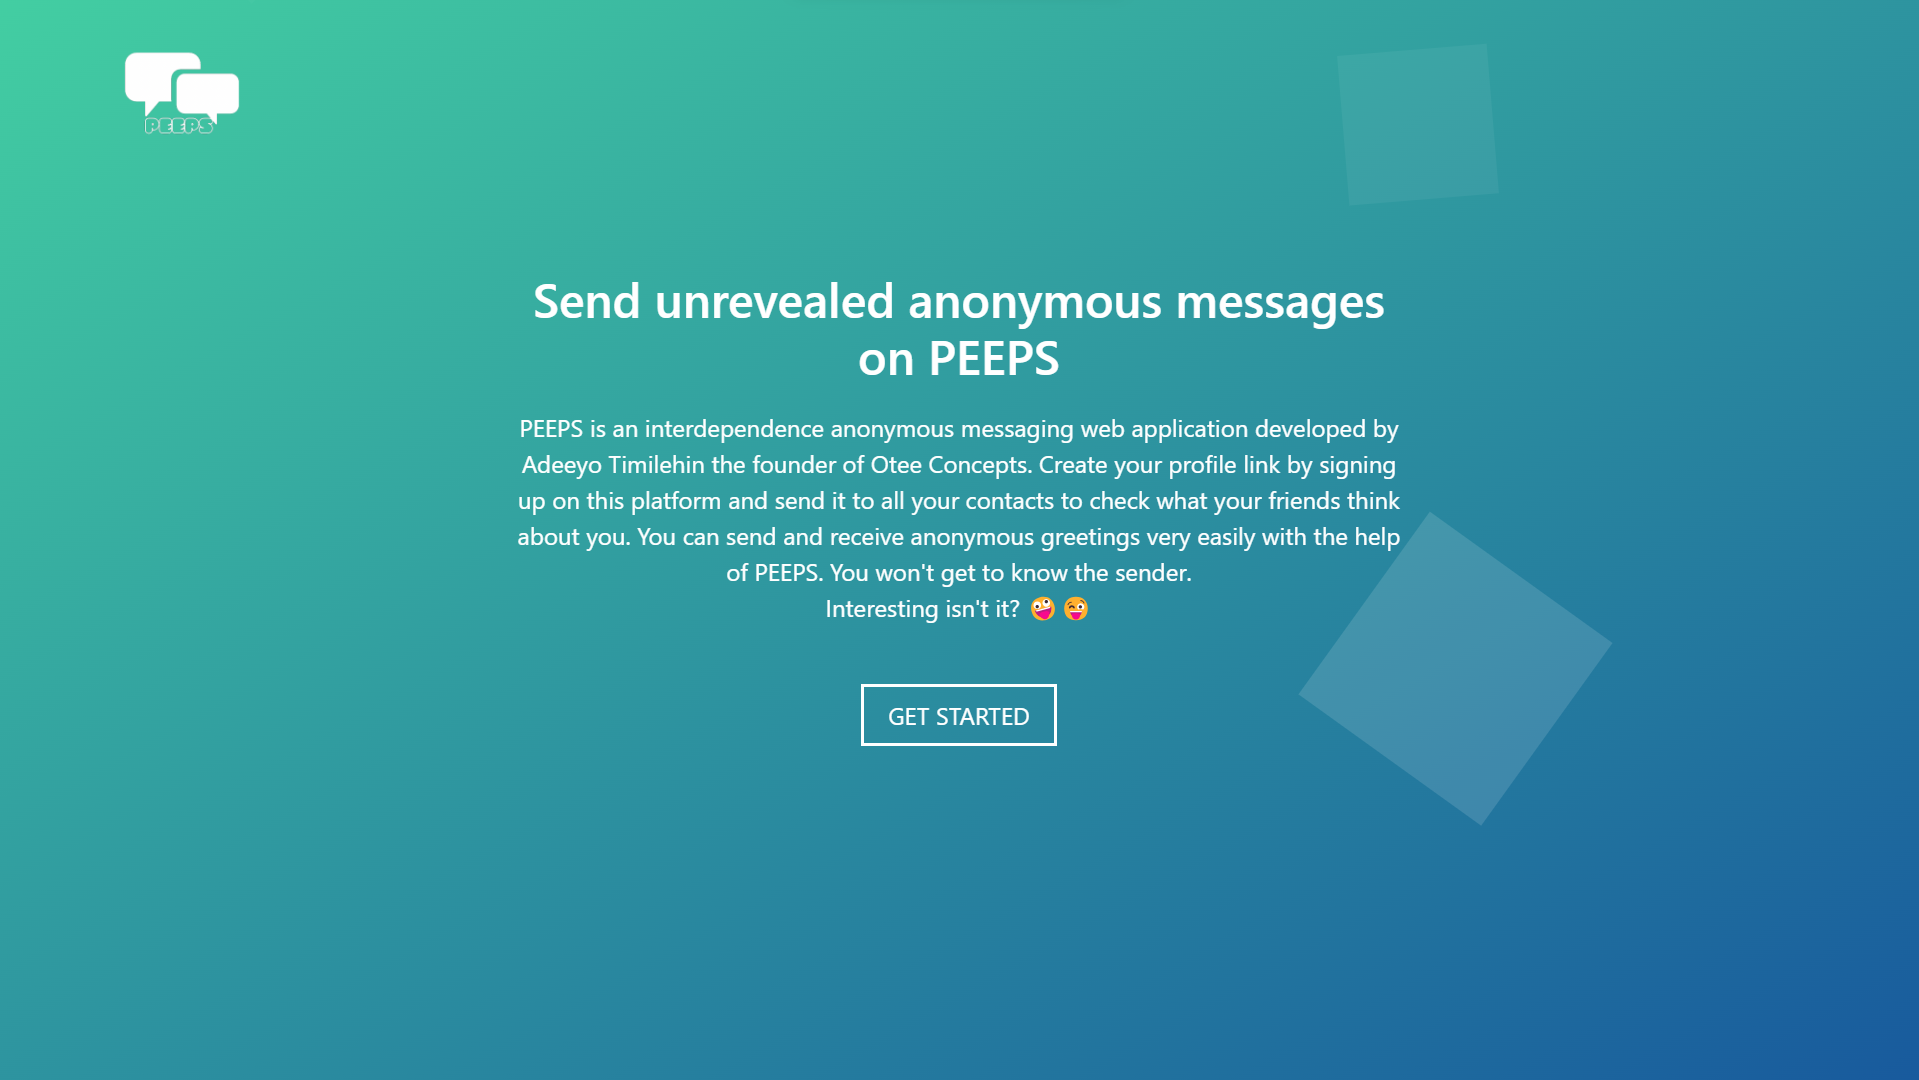 PEEPS
Send unrevealed anonymous messages
on PEEPS
PEEPS is an interdependence anonymous messaging web application developed by
Adeeyo Timilehin the founder of Otee Concepts. Create your profile link by signing
up on this platform and send it to all your contacts to check what your friends think
about you. You can send and receive anonymous greetings very easily with the help
of PEEPS. You won't get to know the sender.
Interesting isn't it? 🤪😜
GET STARTED